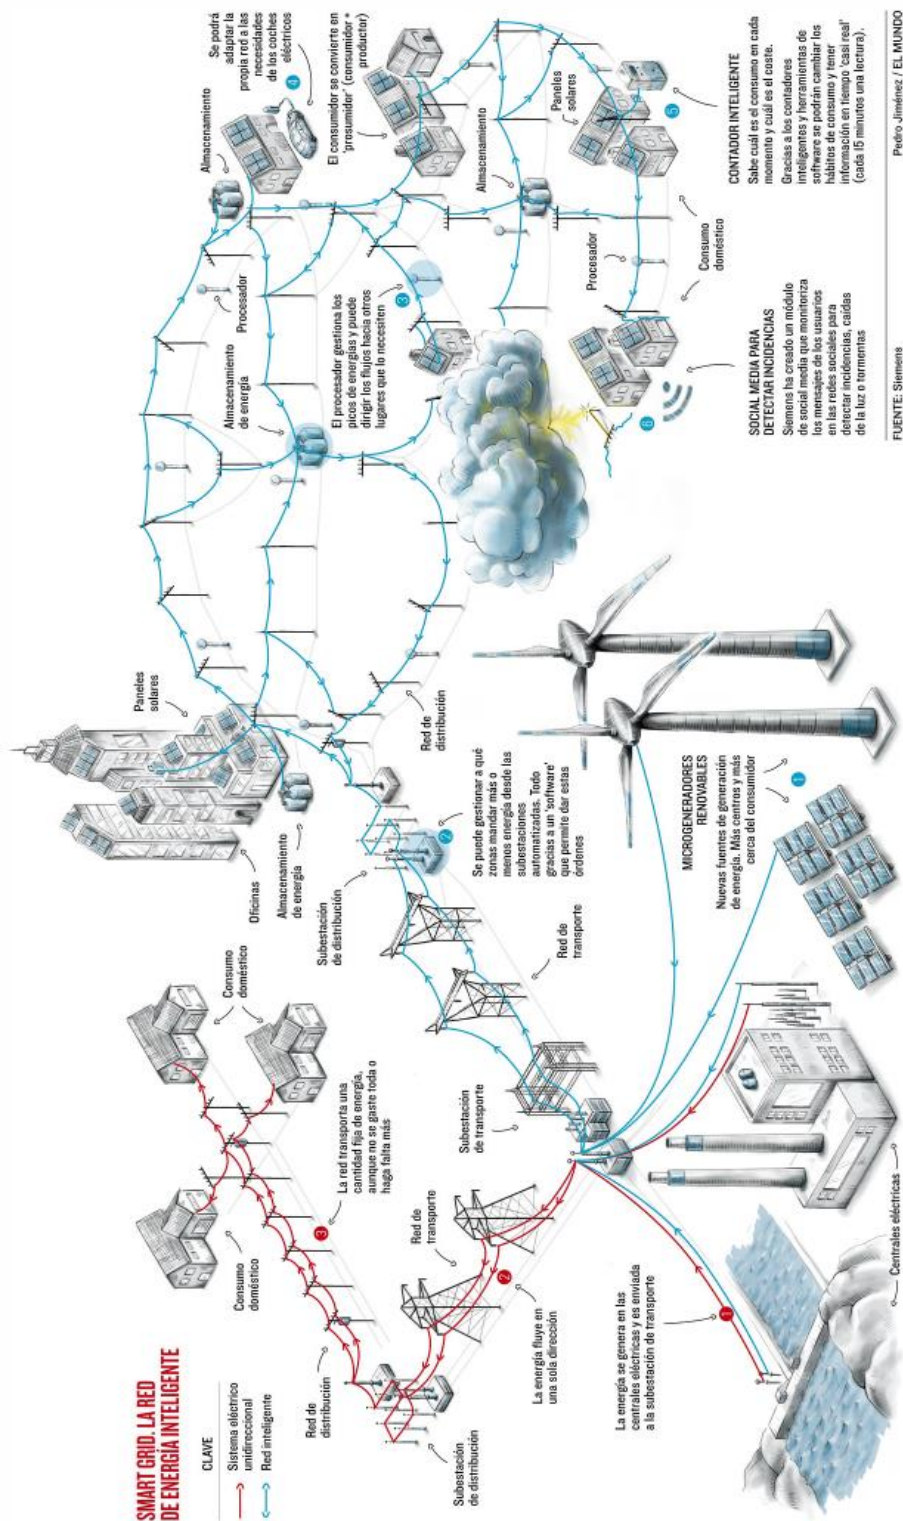 SMART GRID. LA RED
DE ENERGÍA INTELIGENTE
CLAVE
Sistema eléctrico
unidireccional
Red inteligente
Consumo
doméstico
Consumo
doméstico
3
La red transporta una
cantidad fija de energía,
aunque no se gaste toda o
haga falta más
Red de
distribución
Subestación
de distribución
Red de
transporte
2
La energía fluye en
una sola dirección
1
La energía se genera en las
centrales eléctricas y es enviada
a la subestación de transporte
Centrales eléctricas
Subestación
de transporte
Red de
transporte
Oficinas
Almacenamiento
de energía
Subestación
de distribución
Paneles
solares
2
Se puede gestionar a qué
zonas mandar más o
menos energía desde las
subestaciones
automatizadas. Todo
gracias a un 'software'
que permite dar estas
órdenes
MICROGENERADORES
RENOVABLES
1
Nuevas fuentes de generación
de energía. Más centros y más
cerca del consumidor
Red de
distribución
Almacenamiento
de energía
Procesador
Almacenamiento
4
Se podrá
adaptar la
propia red a las
necesidades
de los coches
eléctricos
El procesador gestiona los
picos de energías y puede
dirigir los flujos hacia otros
lugares que lo necesiten
3
El consumidor se convierte en
'prosumidor' (consumidor +
productor)
Almacenamiento
Paneles
solares
5
Procesador
Consumo
doméstico
6
SOCIAL MEDIA PARA
DETECTAR INCIDENCIAS
Siemens ha creado un módulo
de social media que monitoriza
los mensajes de los usuarios
en las redes sociales para
detectar incidencias, caídas
de la luz o tormentas
CONTADOR INTELIGENTE
Sabe cuál es el consumo en cada
momento y cuál es el coste.
Gracias a los contadores
inteligentes y herramientas de
software se podrán cambiar los
hábitos de consumo y tener
información en tiempo 'casi real'
(cada 15 minutos una lectura).
FUENTE: Siemens
Pedro Jiménez / EL MUNDO